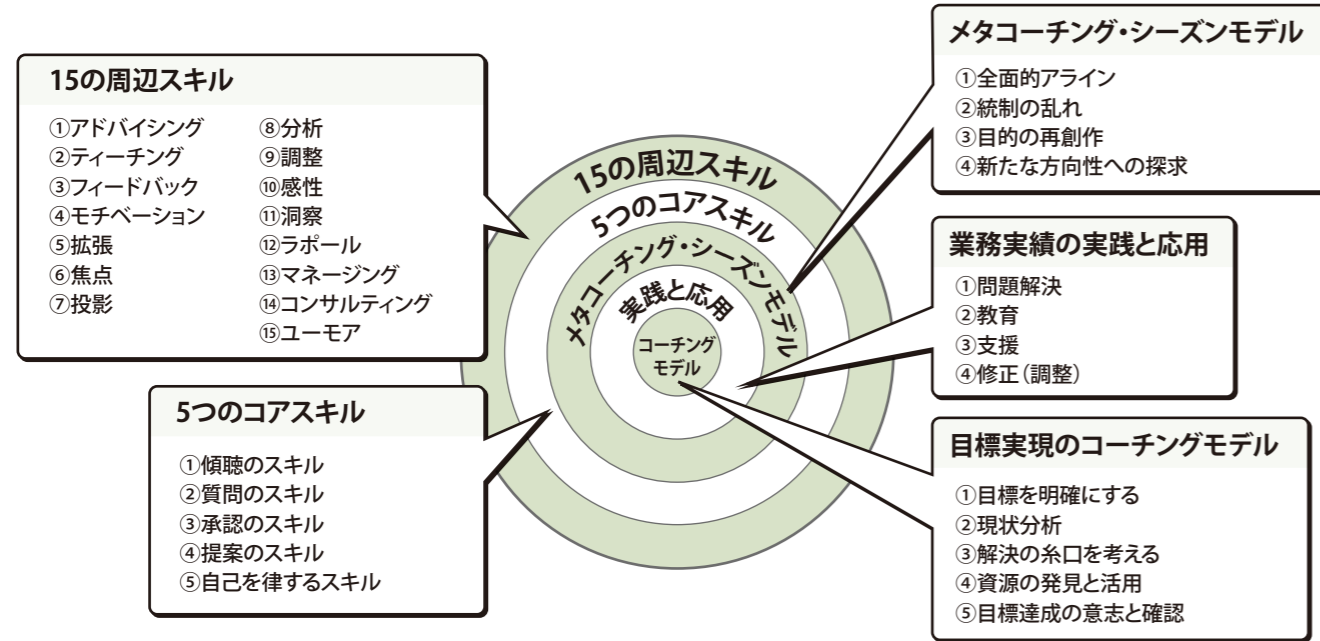 15の周辺スキル
①アドバイシング
②ティーチング
③フィードバック
④モチベーション
⑤拡張
⑥焦点
⑦投影
⑧分析
⑨調整
⑩感性
⑪洞察
⑫ラポール
⑬マネージング
⑭コンサルティング
⑮ユーモア
5つのコアスキル
①傾聴のスキル
②質問のスキル
③承認のスキル
④提案のスキル
⑤自己を律するスキル
15の周辺スキル
5つのコアスキル
メタコーチング・シーズンモデル
実践と応用
コーチング
モデル
メタコーチング・シーズンモデル
①全面的アライン
②統制の乱れ
③目的の再創作
④新たな方向性への探求
業務実績の実践と応用
①問題解決
②教育
③支援
④修正（調整）
目標実現のコーチングモデル
①目標を明確にする
②現状分析
③解決の糸口を考える
④資源の発見と活用
⑤目標達成の意志と確認